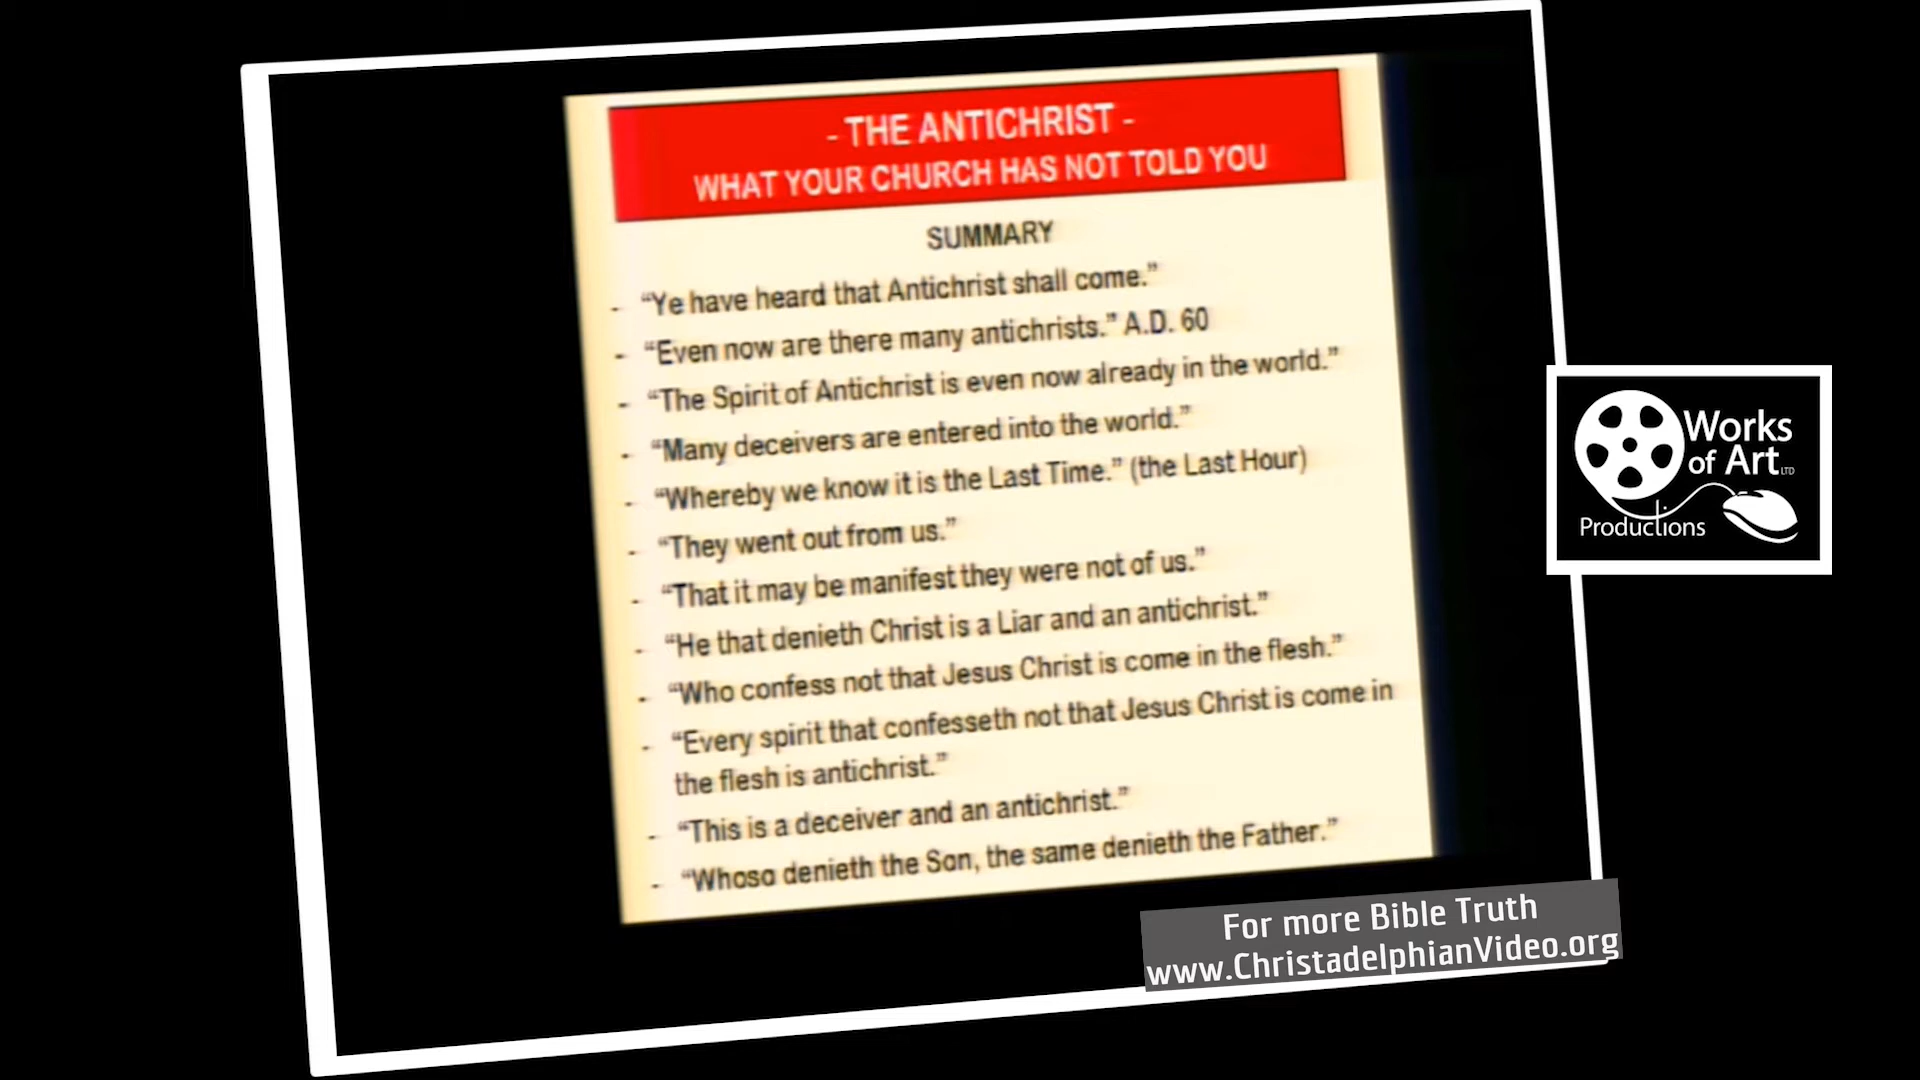 - THE ANTICHRIST -
WHAT YOUR CHURCH HAS NOT TOLD YOU
SUMMARY
- “Ye have heard that Antichrist shall come.”
- “Even now are there many antichrists.” A.D. 60
- “The Spirit of Antichrist is even now already in the world.”
- “Many deceivers are entered into the world.”
- “Whereby we know it is the Last Time.” (the Last Hour)
- “They went out from us.”
- “That it may be manifest they were not of us.”
- “He that denieth Christ is a Liar and an antichrist.”
- “Who confess not that Jesus Christ is come in the flesh.”
- “Every spirit that confesseth not that Jesus Christ is come in
the flesh is antichrist.”
- “This is a deceiver and an antichrist.”
- “Whoso denieth the Son, the same denieth the Father.”
Works
of Art LTD
Productions
For more Bible Truth
www.ChristadelphianVideo.org